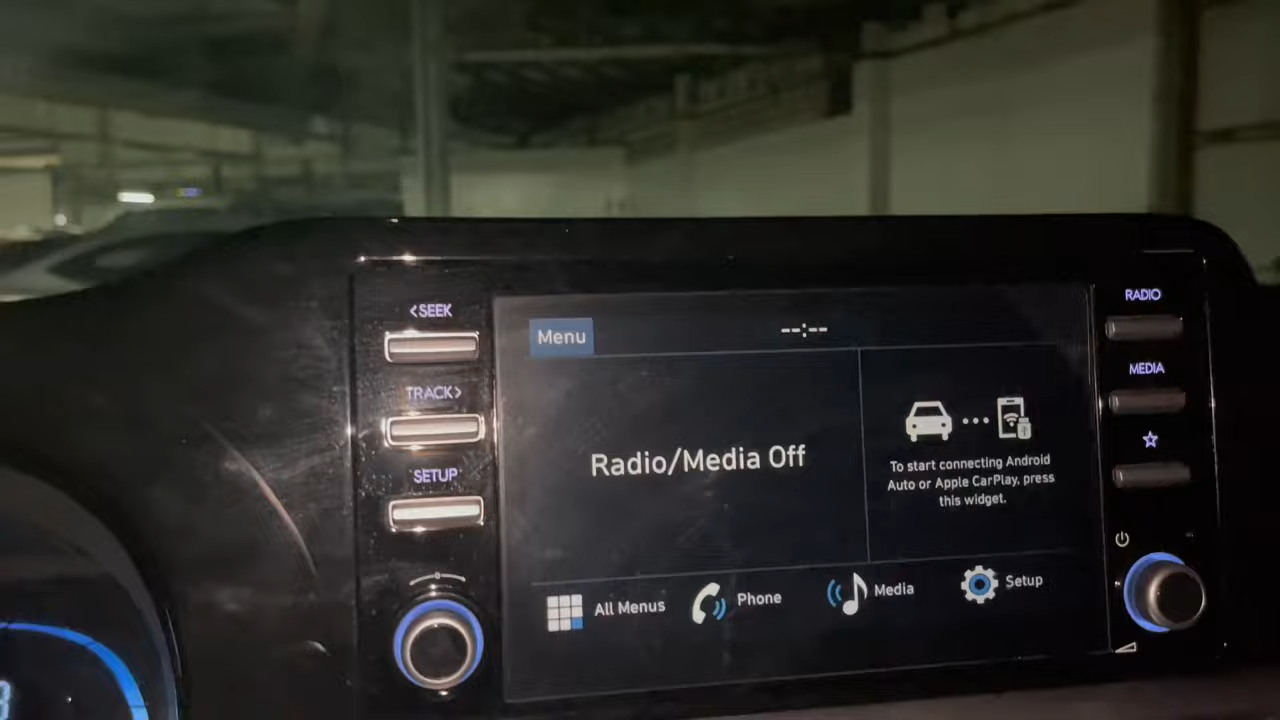 <SEEK
TRACK>
SETUP
Menu
--:--
Radio/Media Off
To start connecting Android
Auto or Apple CarPlay, press
this widget.
All Menus
Phone
Media
Setup
RADIO
MEDIA